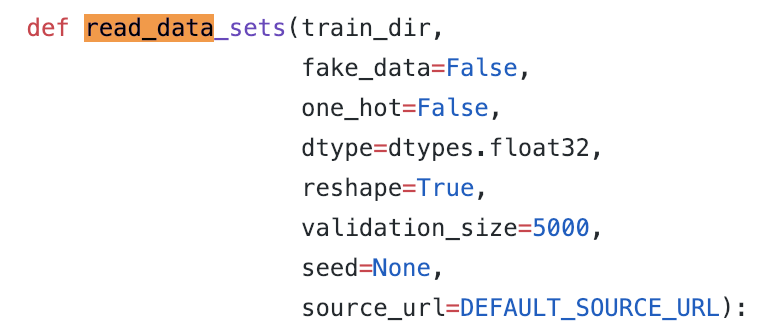 def read_data_sets(train_dir,
fake_data=False,
one_hot=False,
dtype=dtypes.float32,
reshape=True,
validation_size=5000,
seed=None,
source_url=DEFAULT_SOURCE_URL):